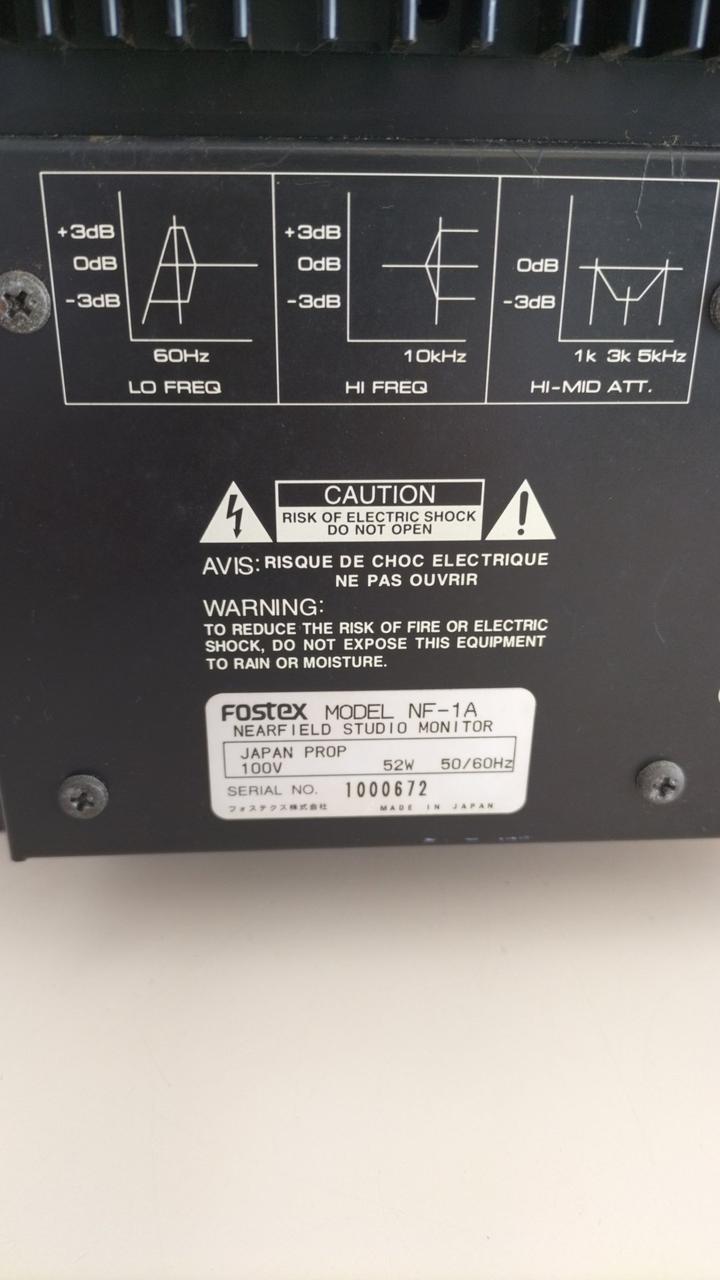 +3dB
0dB
-3dB
60Hz
LO FREQ
+3dB
0dB
-3dB
10kHz
HI FREQ
0dB
-3dB
1k 3k 5kHz
HI-MID ATT.
CAUTION
RISK OF ELECTRIC SHOCK
DO NOT OPEN
AVIS: RISQUE DE CHOC ELECTRIQUE
NE PAS OUVRIR
WARNING:
TO REDUCE THE RISK OF FIRE OR ELECTRIC
SHOCK, DO NOT EXPOSE THIS EQUIPMENT
TO RAIN OR MOISTURE.
FOSTEX MODEL NF-1A
NEARFIELD STUDIO MONITOR
JAPAN PROP
100V 52W 50/60Hz
SERIAL NO. 1000672
フォステクス株式会社 MADE IN JAPAN